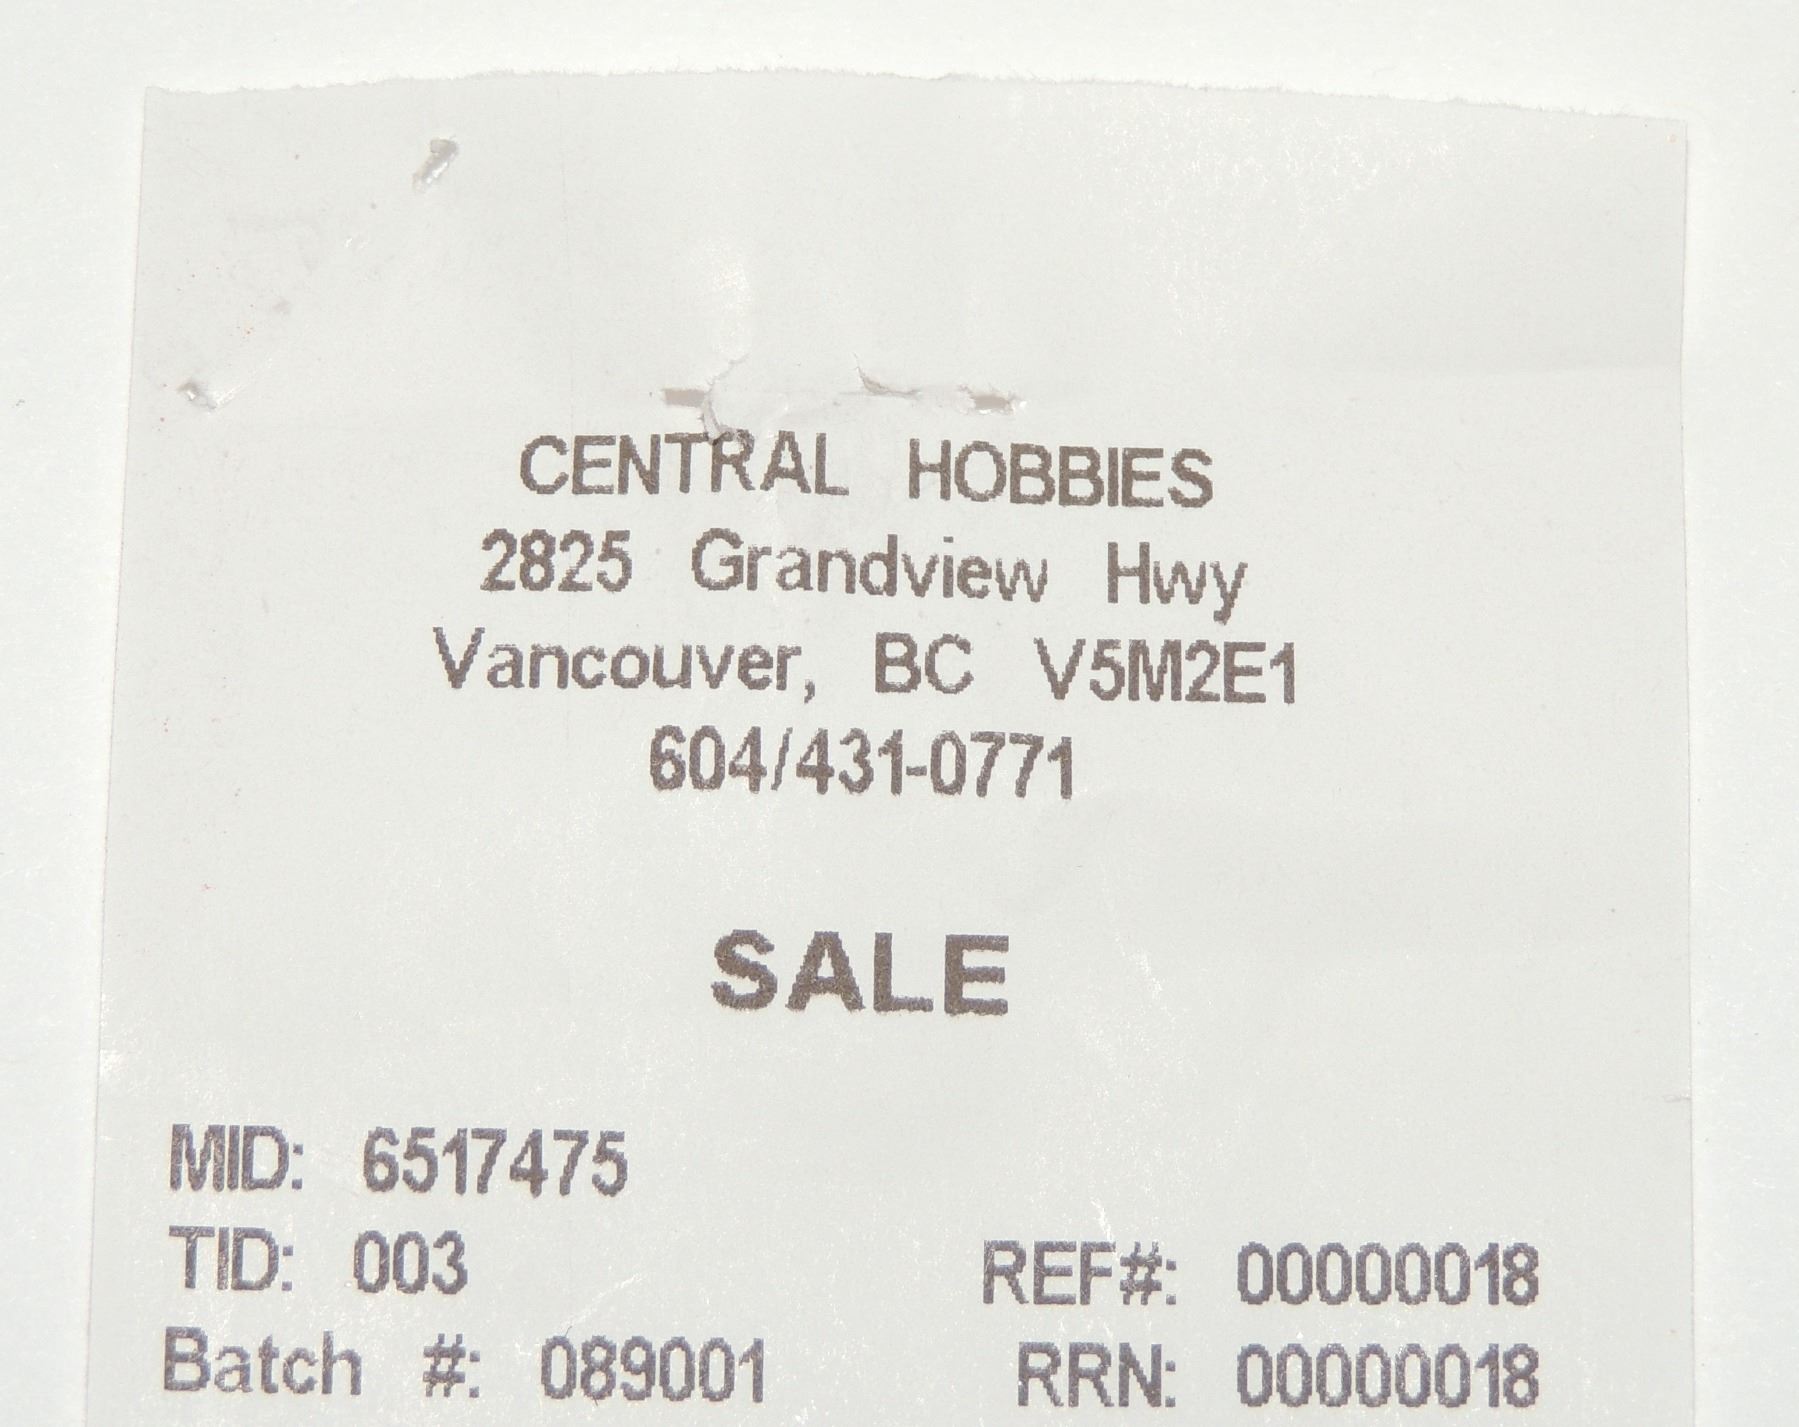 CENTRAL HOBBIES
2825 Grandview Hwy
Vancouver, BC V5M2E1
604/431-0771
SALE
MID: 6517475
TID: 003 REF#: 00000018
Batch #: 089001 RRN: 00000018